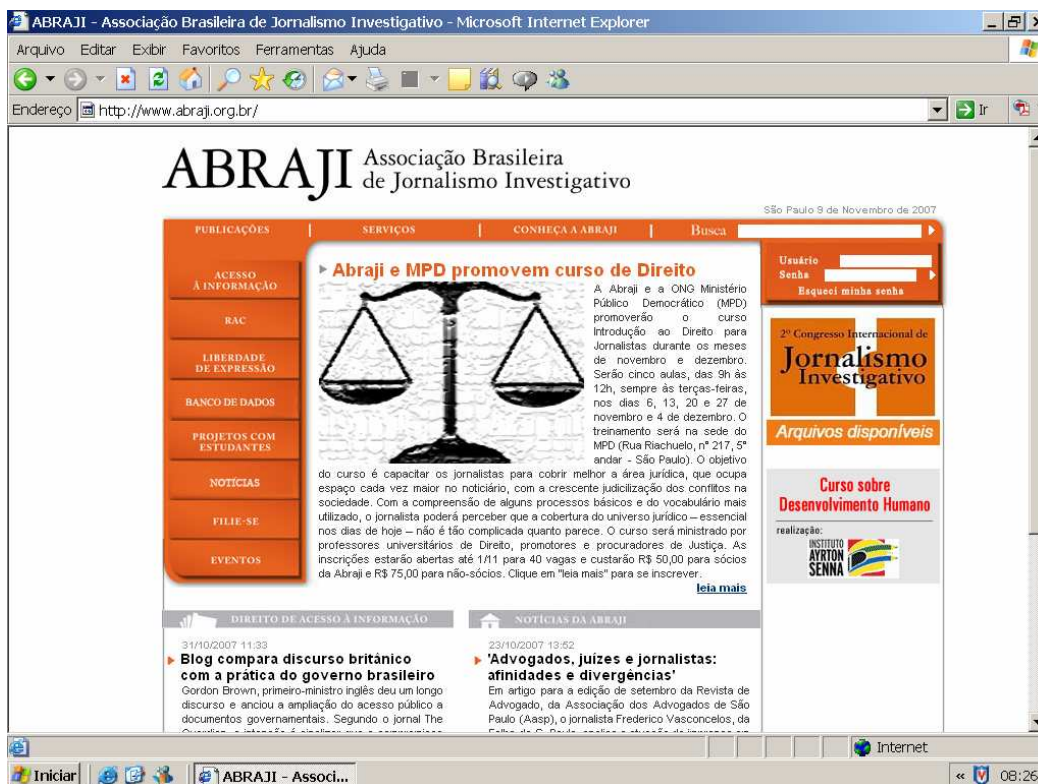 ABRAJI - Associação Brasileira de Jornalismo Investigativo - Microsoft Internet Explorer
Arquivo Editar Exibir Favoritos Ferramentas Ajuda
Endereço http://www.abraji.org.br/ Ir
ABRAJI Associação Brasileira
de Jornalismo Investigativo
São Paulo 9 de Novembro de 2007
PUBLICAÇÕES | SERVIÇOS | CONHEÇA A ABRAJI | Busca
ACESSO
À INFORMAÇÃO
RAC
LIBERDADE
DE EXPRESSÃO
BANCO DE DADOS
PROJETOS COM
ESTUDANTES
NOTÍCIAS
FILIE-SE
EVENTOS
Abraji e MPD promovem curso de Direito
A Abraji e a ONG Ministério
Público Democrático (MPD)
promoverão o curso
Introdução ao Direito para
Jornalistas durante os meses
de novembro e dezembro.
Serão cinco aulas, das 9h às
12h, sempre às terças-feiras,
nos dias 6, 13, 20 e 27 de
novembro e 4 de dezembro. O
treinamento será na sede do
MPD (Rua Riachuelo, n° 217, 5°
andar - São Paulo). O objetivo
do curso é capacitar os jornalistas para cobrir melhor a área jurídica, que ocupa
espaço cada vez maior no noticiário, com a crescente judicilização dos conflitos na
sociedade. Com a compreensão de alguns processos básicos e do vocabulário mais
utilizado, o jornalista poderá perceber que a cobertura do universo jurídico – essencial
nos dias de hoje – não é tão complicada quanto parece. O curso será ministrado por
professores universitários de Direito, promotores e procuradores de Justiça. As
inscrições estarão abertas até 1/11 para 40 vagas e custarão R$ 50,00 para sócios
da Abraji e R$ 75,00 para não-sócios. Clique em "leia mais" para se inscrever.
leia mais
Usuário
Senha
Esqueci minha senha
2º Congresso Internacional de
Jornalismo
Investigativo
Arquivos disponíveis
Curso sobre
Desenvolvimento Humano
realização:
INSTITUTO
AYRTON
SENNA
DIREITO DE ACESSO À INFORMAÇÃO
31/10/2007 11:33
Blog compara discurso britânico
com a prática do governo brasileiro
Gordon Brown, primeiro-ministro inglês deu um longo
discurso e anciou a ampliação do acesso público a
documentos governamentais. Segundo o jornal The
NOTÍCIAS DA ABRAJI
23/10/2007 13:52
'Advogados, juízes e jornalistas:
afinidades e divergências'
Em artigo para a edição de setembro da Revista de
Advogado, da Associação dos Advogados de São
Paulo (Aasp), o jornalista Frederico Vasconcelos, da
Internet
Iniciar ABRAJI - Associ... « 08:26